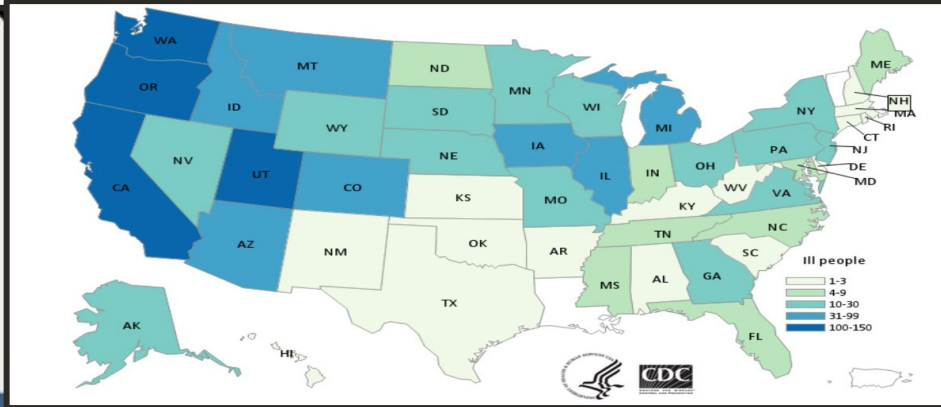 WA
OR
CA
NV
ID
MT
WY
UT
AZ
CO
NM
ND
SD
NE
KS
OK
TX
MN
IA
MO
AR
WI
IL
MI
IN
OH
KY
TN
MS
AL
GA
FL
SC
NC
VA
WV
PA
NY
ME
NH
MA
RI
CT
NJ
DE
MD
AK
HI
Ill people
1-3
4-9
10-30
31-99
100-150
CDC